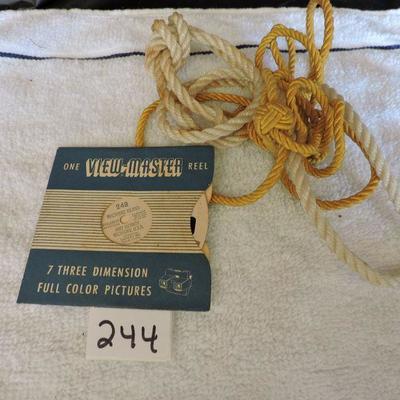 ONE VIEW-MASTER REEL
7 THREE DIMENSION
FULL COLOR PICTURES
244